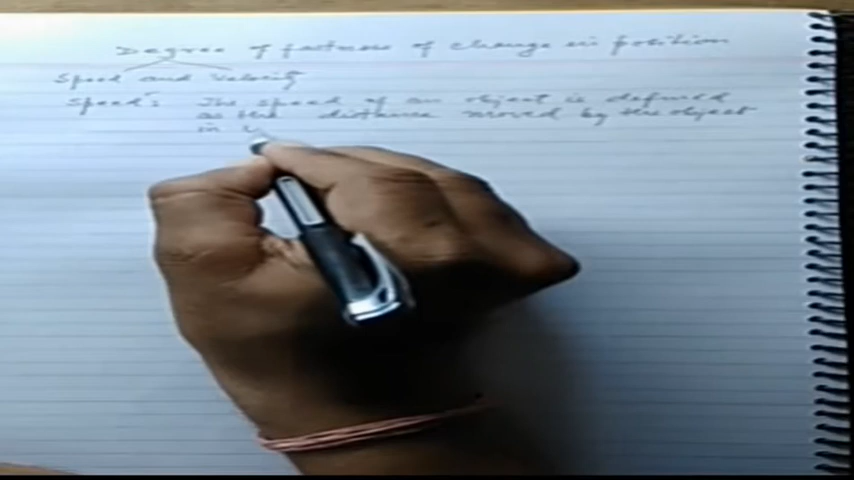 Degree of fastness of change in position
Speed and Velocity
Speed: The speed of an object is defined
as the distance moved by the object
in